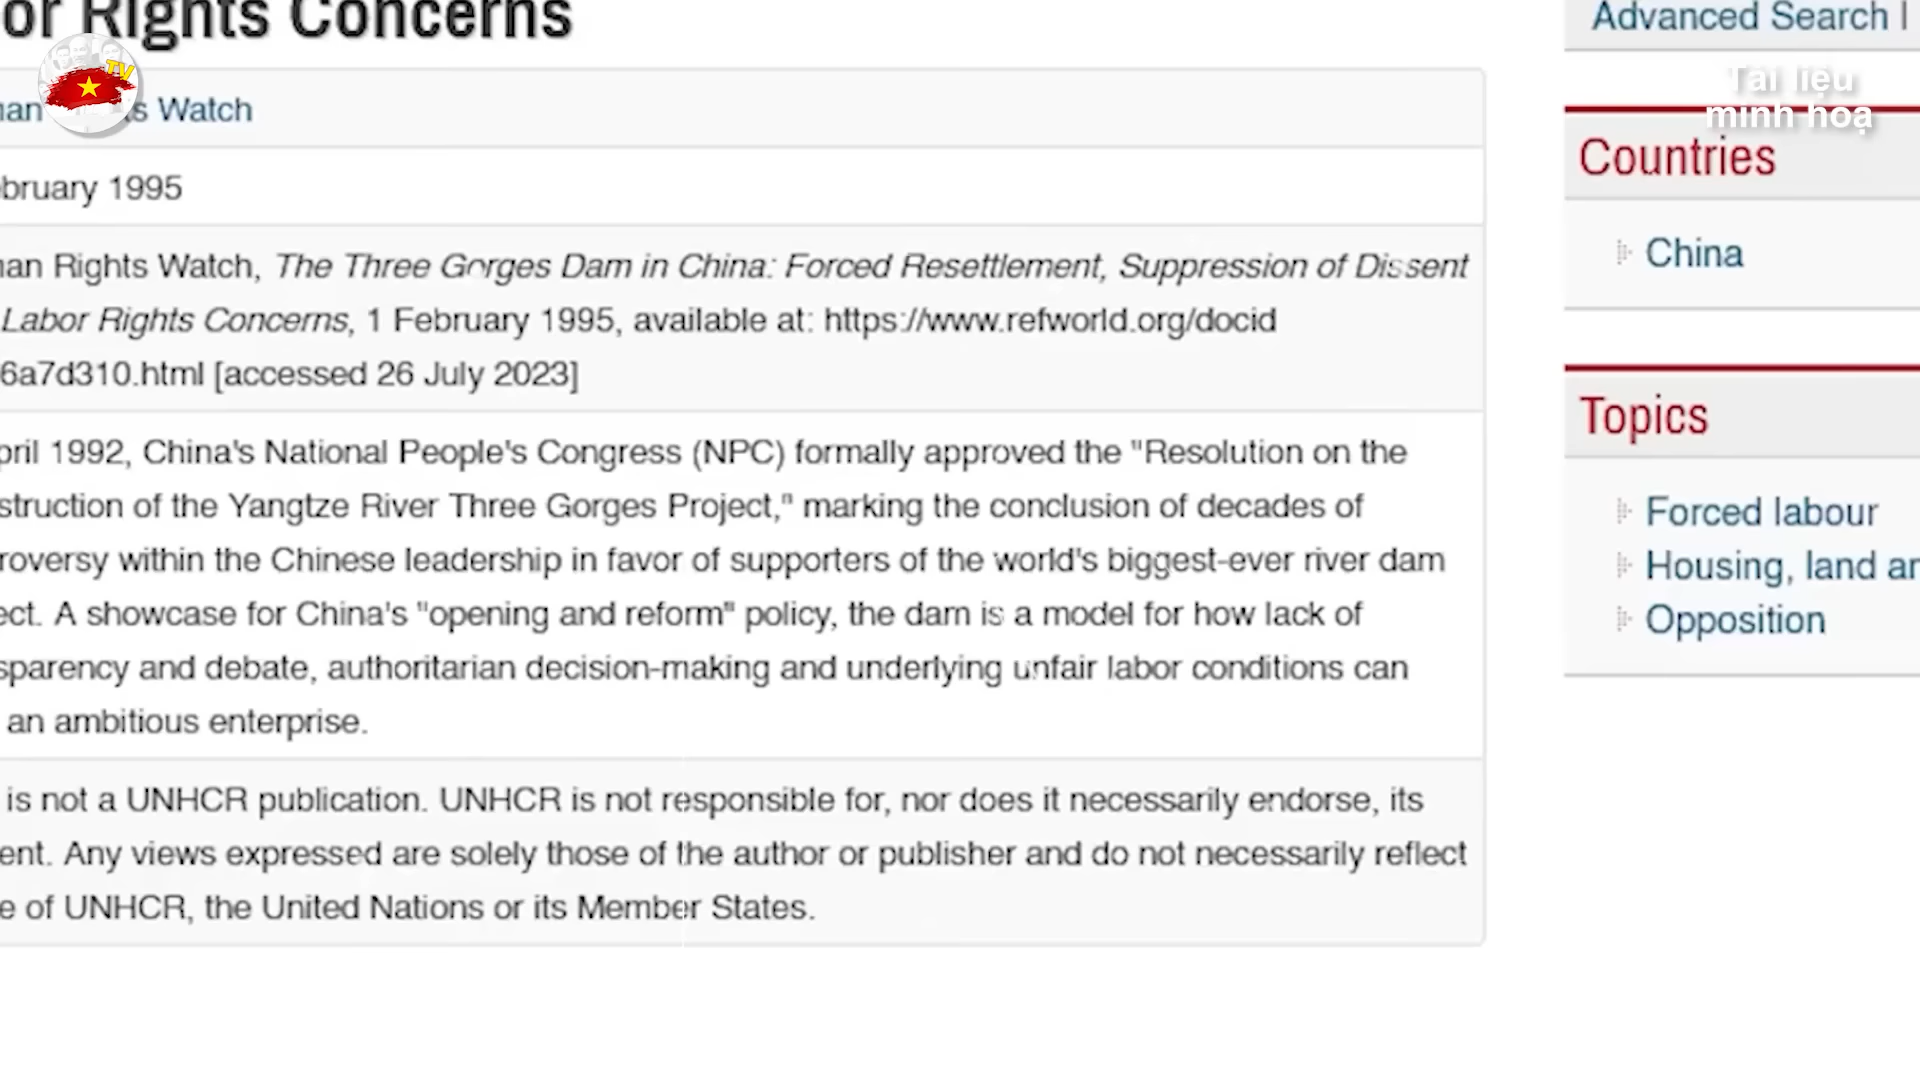 or Rights Concerns
Advanced Search |
TV
Tài liệu
minh hoạ
s Watch
bruary 1995
Countries
China
an Rights Watch, The Three Gorges Dam in China: Forced Resettlement, Suppression of Dissent
Labor Rights Concerns, 1 February 1995, available at: https://www.refworld.org/docid
6a7d310.html [accessed 26 July 2023]
Topics
Forced labour
Housing, land ar
Opposition
pril 1992, China's National People's Congress (NPC) formally approved the "Resolution on the
struction of the Yangtze River Three Gorges Project," marking the conclusion of decades of
roversy within the Chinese leadership in favor of supporters of the world's biggest-ever river dam
ect. A showcase for China's "opening and reform" policy, the dam is a model for how lack of
sparency and debate, authoritarian decision-making and underlying unfair labor conditions can
an ambitious enterprise.
is not a UNHCR publication. UNHCR is not responsible for, nor does it necessarily endorse, its
ent. Any views expressed are solely those of the author or publisher and do not necessarily reflect
e of UNHCR, the United Nations or its Member States.